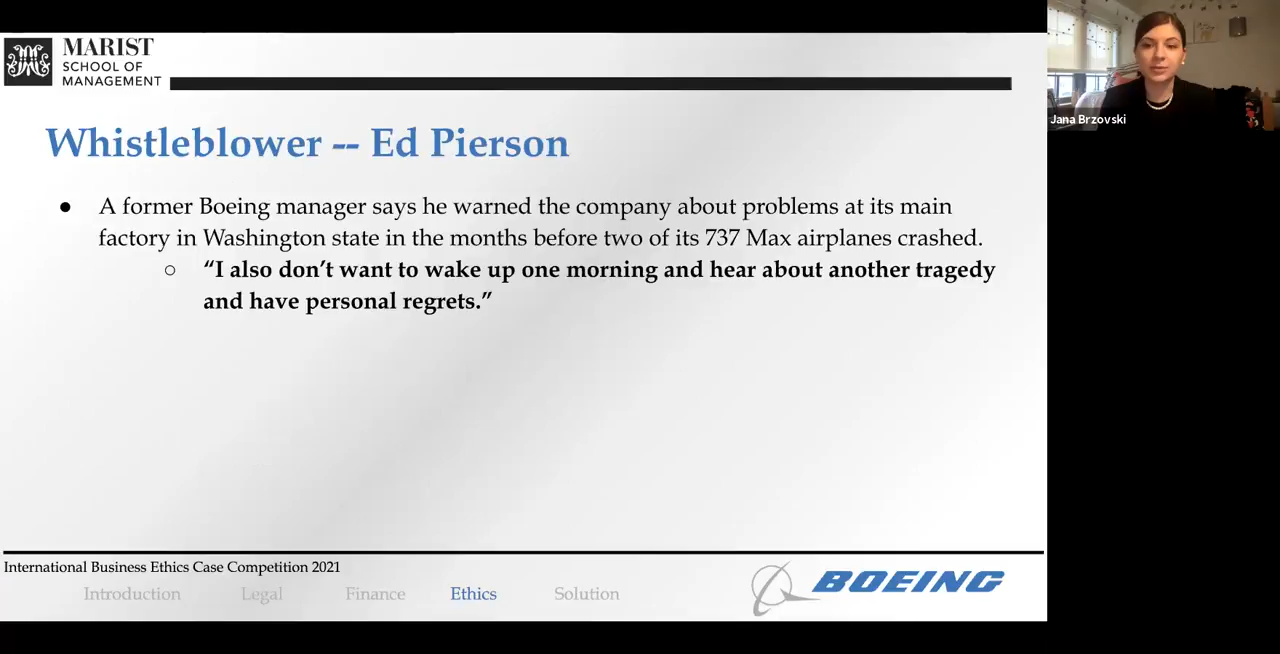 MARIST
SCHOOL OF
MANAGEMENT
Jana Brzovski
Whistleblower -- Ed Pierson
● A former Boeing manager says he warned the company about problems at its main
factory in Washington state in the months before two of its 737 Max airplanes crashed.
○ “I also don’t want to wake up one morning and hear about another tragedy
and have personal regrets.”
International Business Ethics Case Competition 2021
Introduction Legal Finance Ethics Solution
BOEING